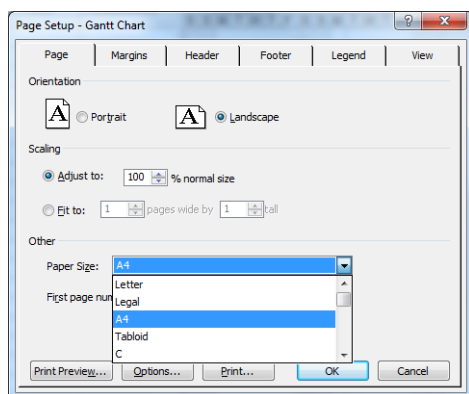 Page Setup - Gantt Chart
Page Margins Header Footer Legend View
Orientation
A Portrait A Landscape
Scaling
Adjust to: 100 % normal size
Fit to: 1 pages wide by 1 tall
Other
Paper Size: A4
Letter
First page num
Legal
A4
Tabloid
C
Print Preview... Options... Print... OK Cancel